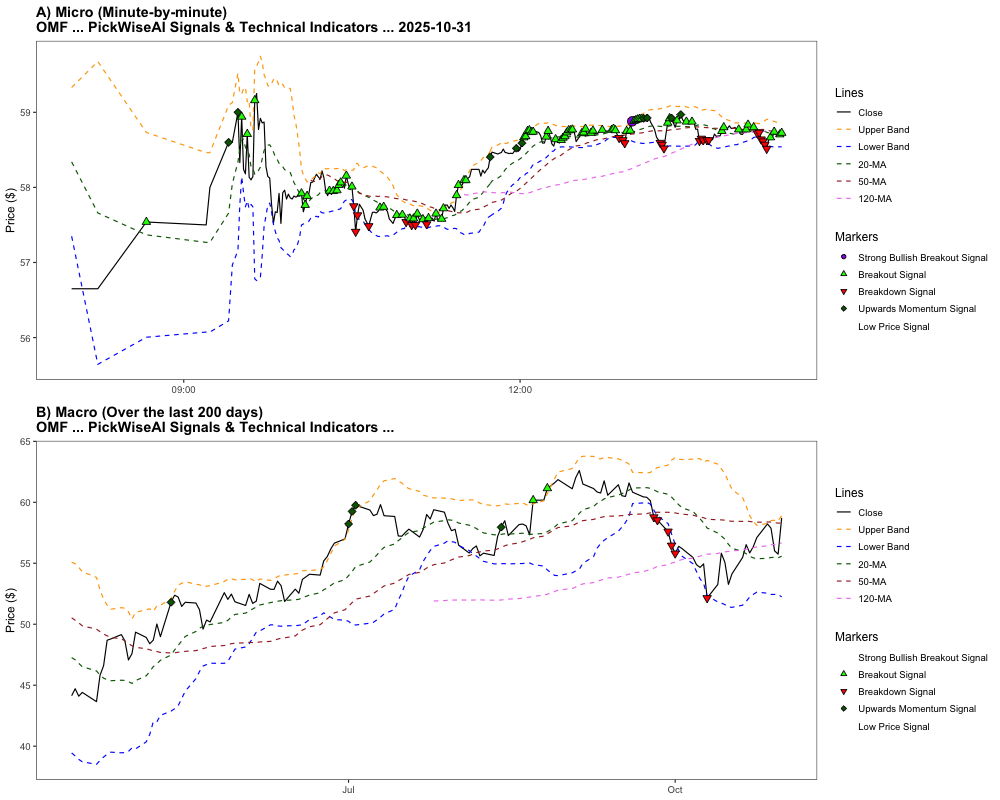 A) Micro (Minute-by-minute)
OMF ... PickWiseAI Signals & Technical Indicators ... 2025-10-31
Price ($)
59
58
57
56
09:00
12:00
Lines
Close
Upper Band
Lower Band
20-MA
50-MA
120-MA
Markers
Strong Bullish Breakout Signal
Breakout Signal
Breakdown Signal
Upwards Momentum Signal
Low Price Signal
B) Macro (Over the last 200 days)
OMF ... PickWiseAI Signals & Technical Indicators ...
Price ($)
65
60
55
50
45
40
Jul
Oct
Lines
Close
Upper Band
Lower Band
20-MA
50-MA
120-MA
Markers
Strong Bullish Breakout Signal
Breakout Signal
Breakdown Signal
Upwards Momentum Signal
Low Price Signal